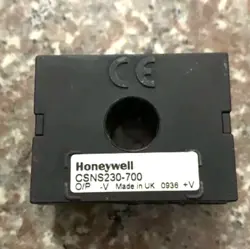 CE
Honeywell
CSNS230-700
O/P -V Made in UK 0936 +V